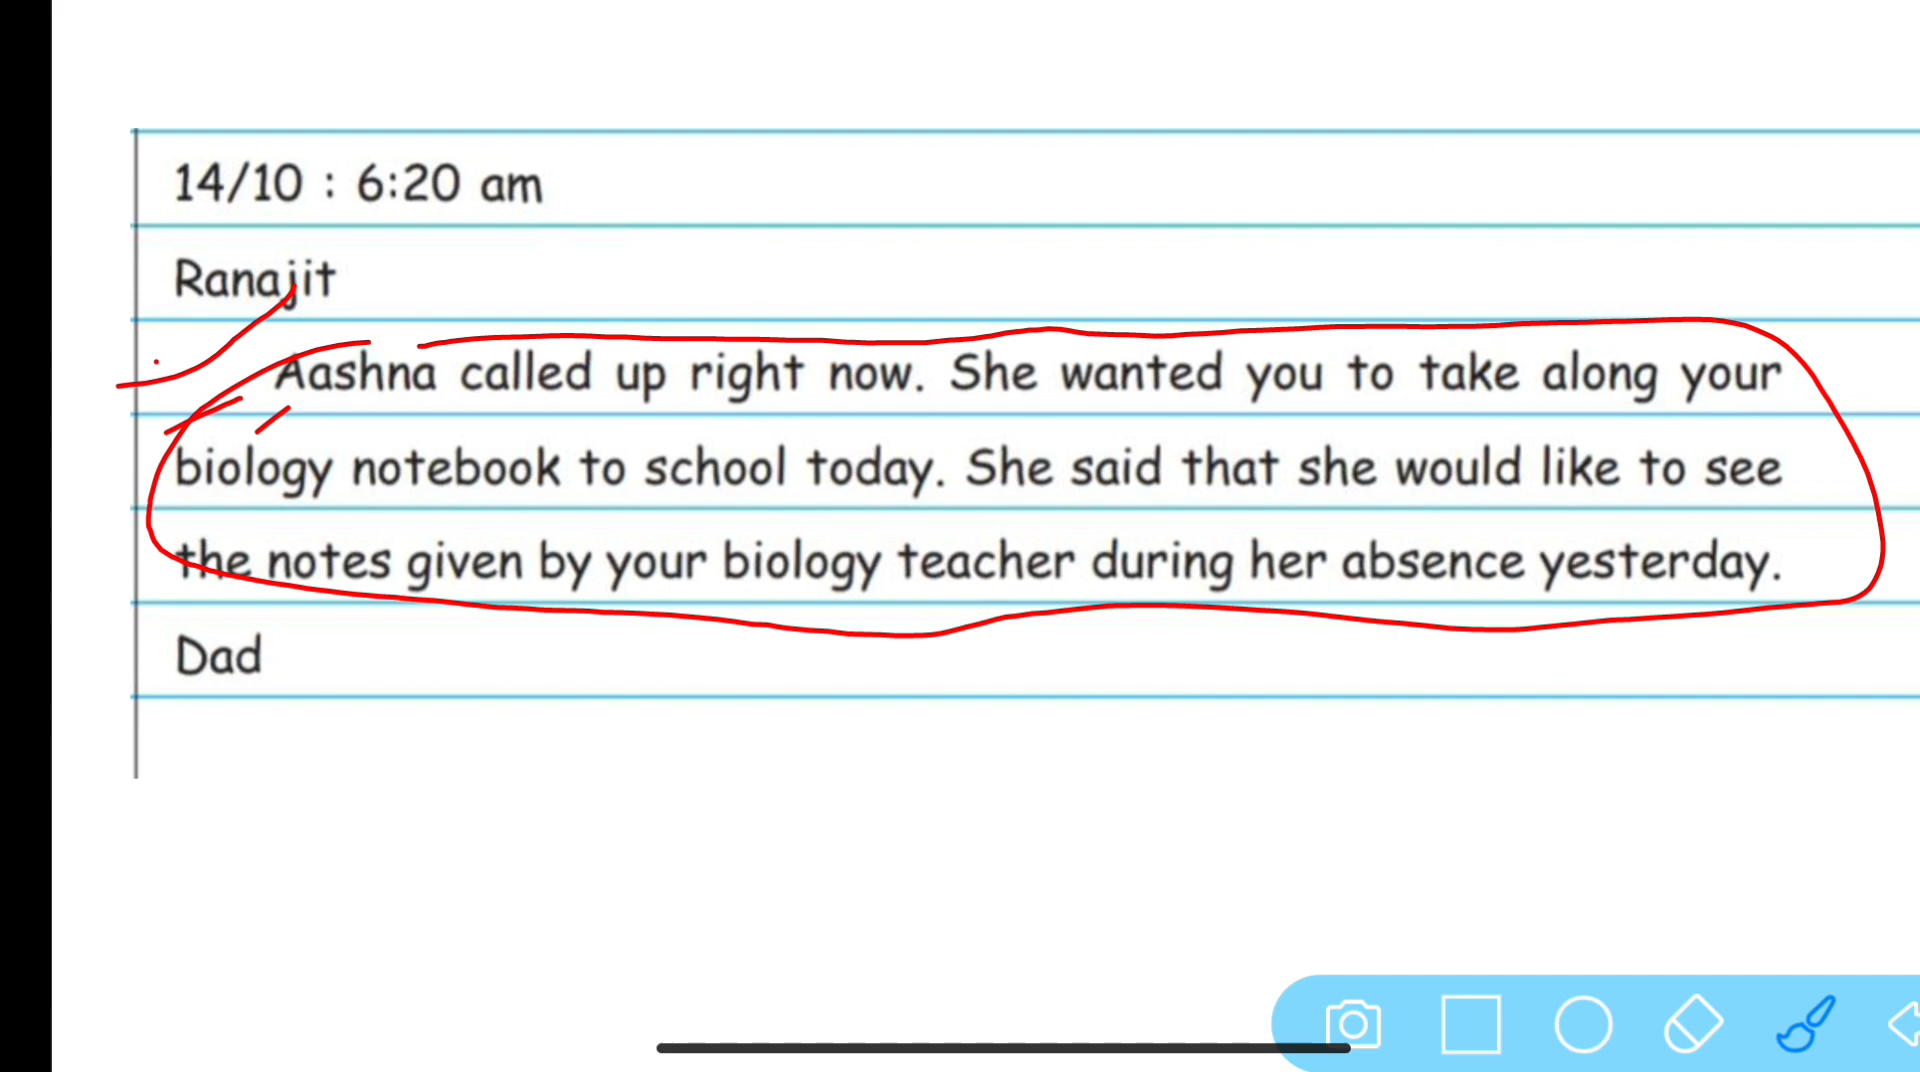 14/10 : 6:20 am
Ranajit
Aashna called up right now. She wanted you to take along your
biology notebook to school today. She said that she would like to see
the notes given by your biology teacher during her absence yesterday.
Dad